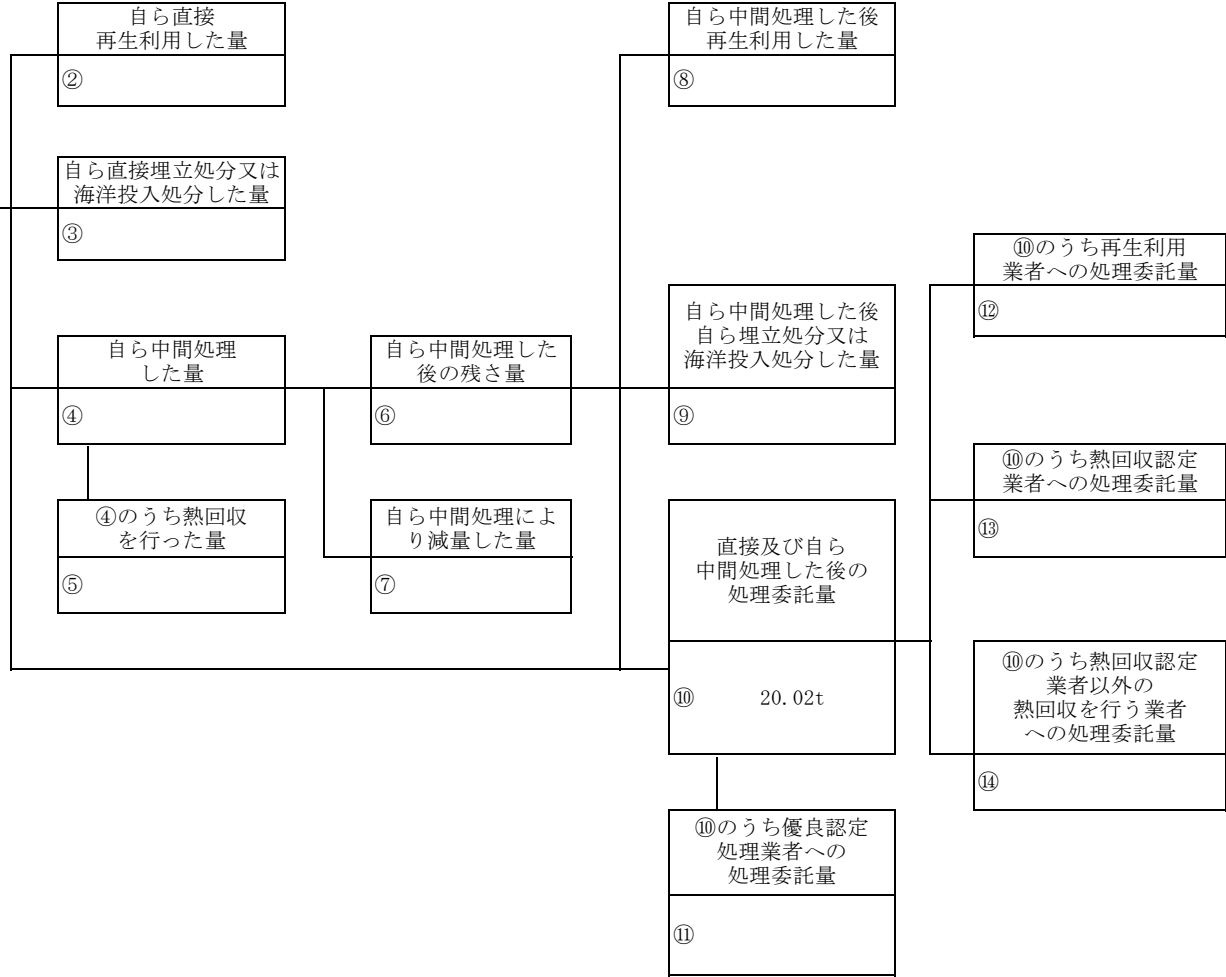 自ら直接
再生利用した量
②
自ら直接埋立処分又は
海洋投入処分した量
③
自ら中間処理
した量
④
④のうち熱回収
を行った量
⑤
自ら中間処理した
後の残さ量
⑥
自ら中間処理によ
り減量した量
⑦
自ら中間処理した後
再生利用した量
⑧
自ら中間処理した後
自ら埋立処分又は
海洋投入処分した量
⑨
直接及び自ら
中間処理した後の
処理委託量
⑩ 20.02t
⑩のうち優良認定
処理業者への
処理委託量
⑪
⑩のうち再生利用
業者への処理委託量
⑫
⑩のうち熱回収認定
業者への処理委託量
⑬
⑩のうち熱回収認定
業者以外の
熱回収を行う業者
への処理委託量
⑭